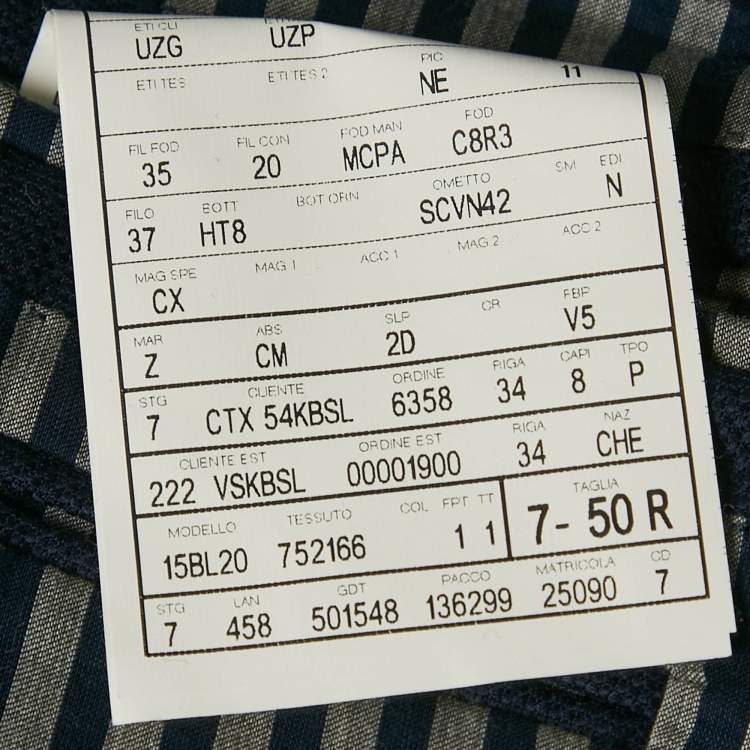 ETI CLI
UZG UZP
ETI TES ETI TES 2 PIC
NE 11
FIL FOD FIL CON FOD MAN FOD
35 20 MCPA C8R3
FILO BOTT BOT ORN OMETTO SM EDI
37 HT8 SCVN42 N
MAG SPE MAG 1 ACC 1 MAG 2 ACC 2
CX
MAR ABS SLP CR FBP
Z CM 2D V5
STG CLIENTE ORDINE RIGA CAPI TPO
7 CTX 54KBSL 6358 34 8 P
CLIENTE EST ORDINE EST RIGA NAZ
222 VSKBSL 00001900 34 CHE
MODELLO TESSUTO COL FPT TT TAGLIA
15BL20 752166 1 1 7- 50 R
STG LAN GDT PACCO MATRICOLA CD
7 458 501548 136299 25090 7